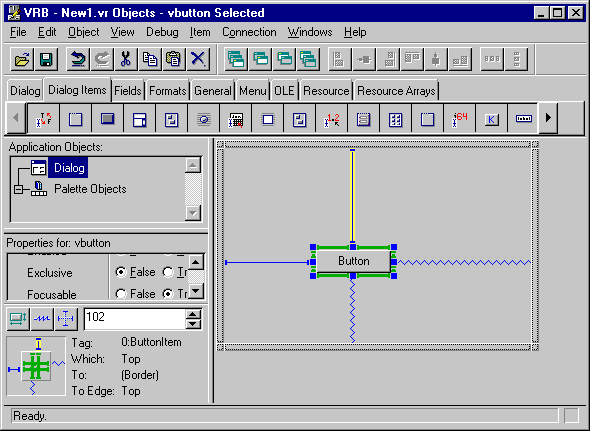 VRB - New1.vr Objects - vbutton Selected
File Edit Object View Debug Item Connection Windows Help
Dialog Dialog Items Fields Formats General Menu OLE Resource Resource Arrays
Application Objects:
Dialog
Palette Objects
Properties for: vbutton
Exclusive False Tr
Focusable False Tr
102
Tag: 0:ButtonItem
Which: Top
To: (Border)
To Edge: Top
Button
Ready.